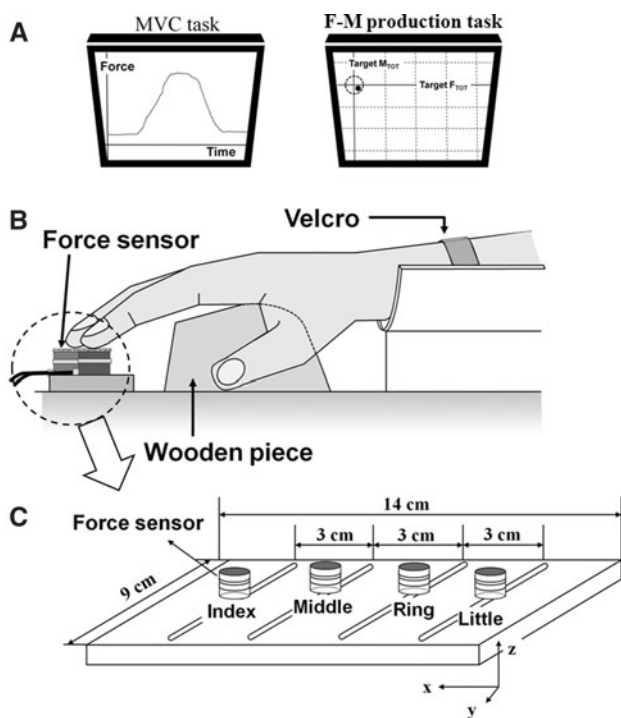 A
MVC task
Force
Time
F-M production task
Target M_TOT
Target F_TOT
B
Velcro
Force sensor
Wooden piece
C
14 cm
Force sensor
3 cm
3 cm
3 cm
9 cm
Index
Middle
Ring
Little
z
x
y